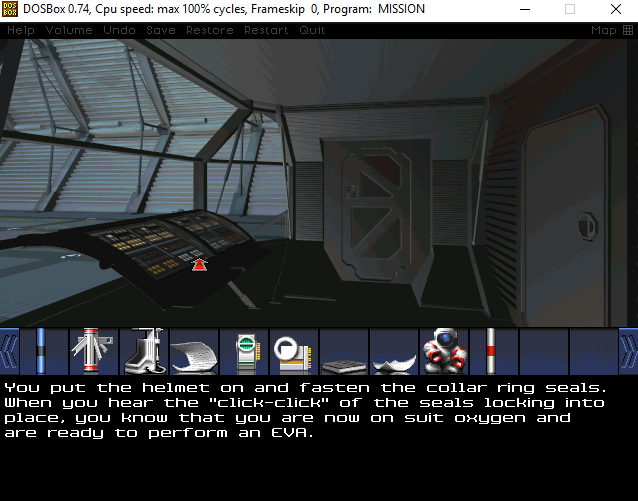 DOSBox 0.74, Cpu speed: max 100% cycles, Frameskip 0, Program: MISSION
Help Volume Undo Save Restore Restart Quit Map
You put the helmet on and fasten the collar ring seals.
When you hear the "click-click" of the seals locking into
place, you know that you are now on suit oxygen and
are ready to perform an EVA.